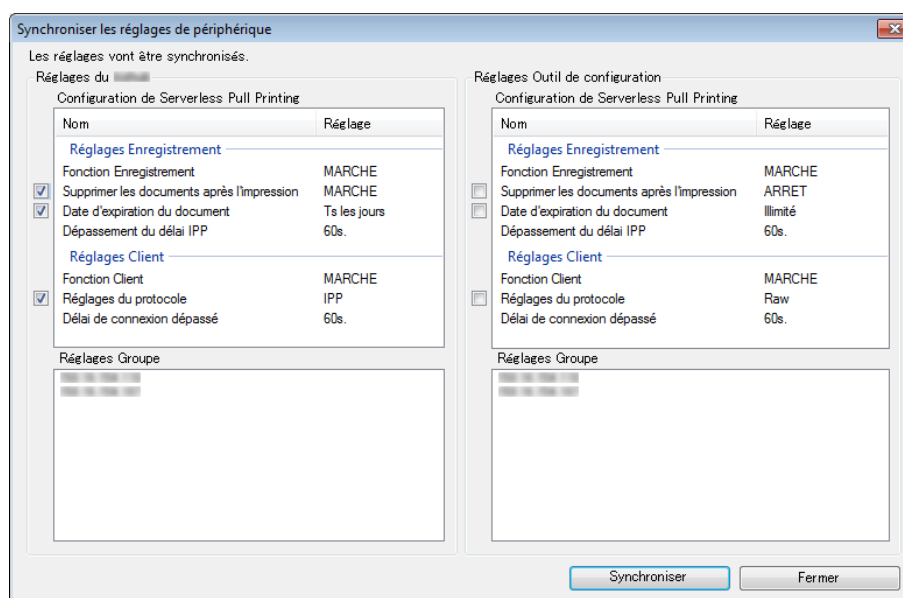 Synchroniser les réglages de périphérique
Les réglages vont être synchronisés.
Réglages du
Configuration de Serverless Pull Printing
Nom Réglage
Réglages Enregistrement
Fonction Enregistrement MARCHE
Supprimer les documents après l'impression MARCHE
Date d'expiration du document Ts les jours
Dépassement du délai IPP 60s.
Réglages Client
Fonction Client MARCHE
Réglages du protocole IPP
Délai de connexion dépassé 60s.
Réglages Groupe
Réglages Outil de configuration
Configuration de Serverless Pull Printing
Nom Réglage
Réglages Enregistrement
Fonction Enregistrement MARCHE
Supprimer les documents après l'impression ARRET
Date d'expiration du document Illimité
Dépassement du délai IPP 60s.
Réglages Client
Fonction Client MARCHE
Réglages du protocole Raw
Délai de connexion dépassé 60s.
Réglages Groupe
Synchroniser Fermer